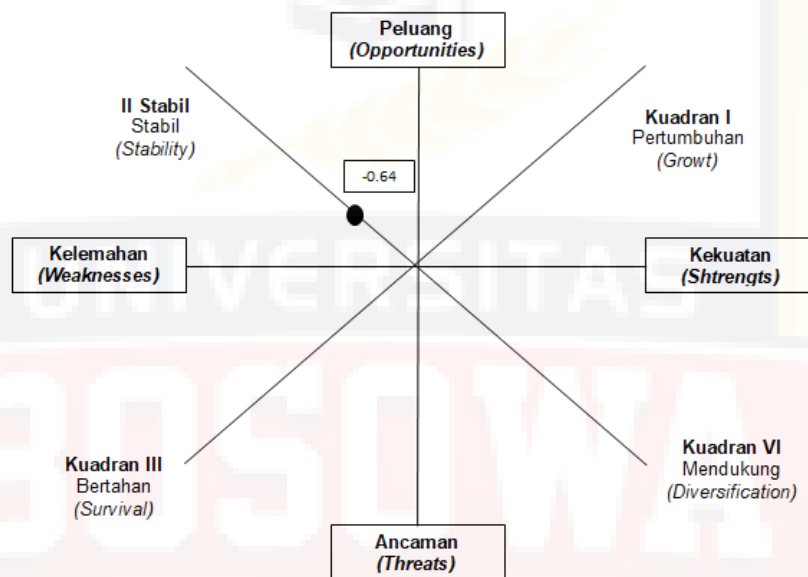 Peluang
(Opportunities)
II Stabil
Stabil
(Stability)
Kuadran I
Pertumbuhan
(Growt)
-0.64
Kelemahan
(Weaknesses)
Kekuatan
(Shtrengts)
UNIVERSITAS
BOSOWA
Kuadran III
Bertahan
(Survival)
Kuadran VI
Mendukung
(Diversification)
Ancaman
(Threats)